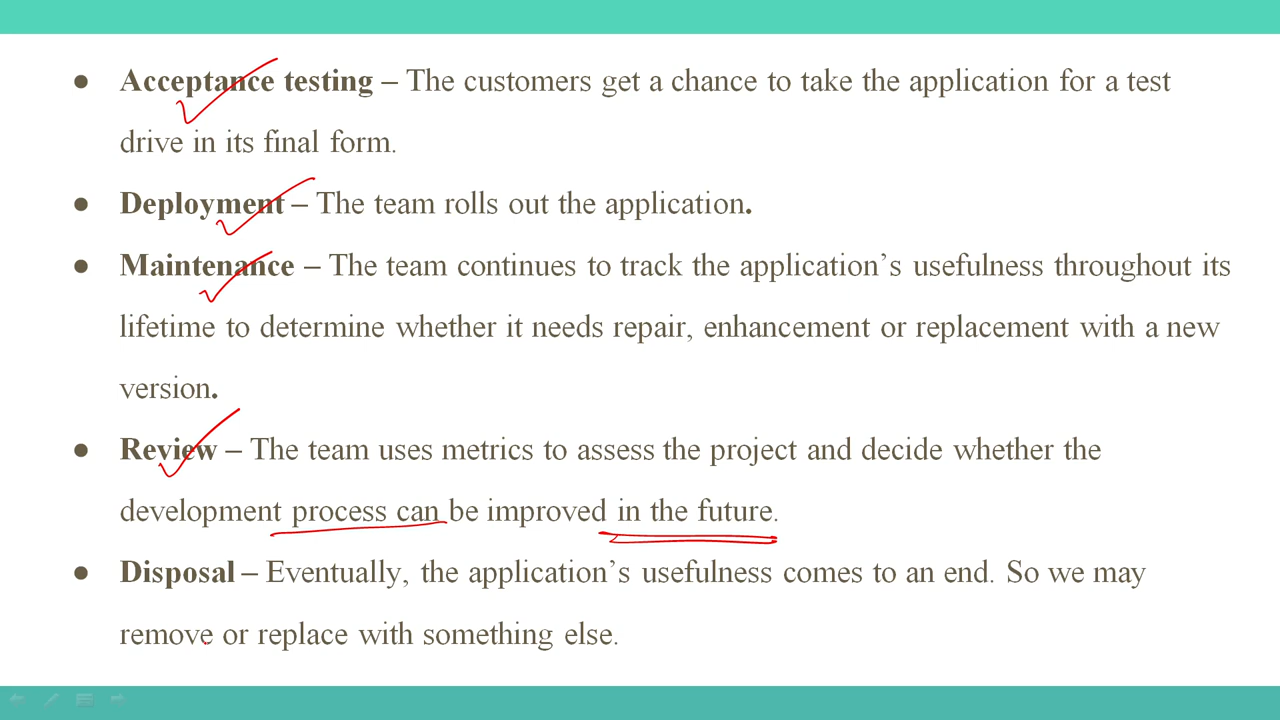 ● Acceptance testing – The customers get a chance to take the application for a test
drive in its final form.
● Deployment – The team rolls out the application.
● Maintenance – The team continues to track the application's usefulness throughout its
lifetime to determine whether it needs repair, enhancement or replacement with a new
version.
● Review – The team uses metrics to assess the project and decide whether the
development process can be improved in the future.
● Disposal – Eventually, the application's usefulness comes to an end. So we may
remove or replace with something else.